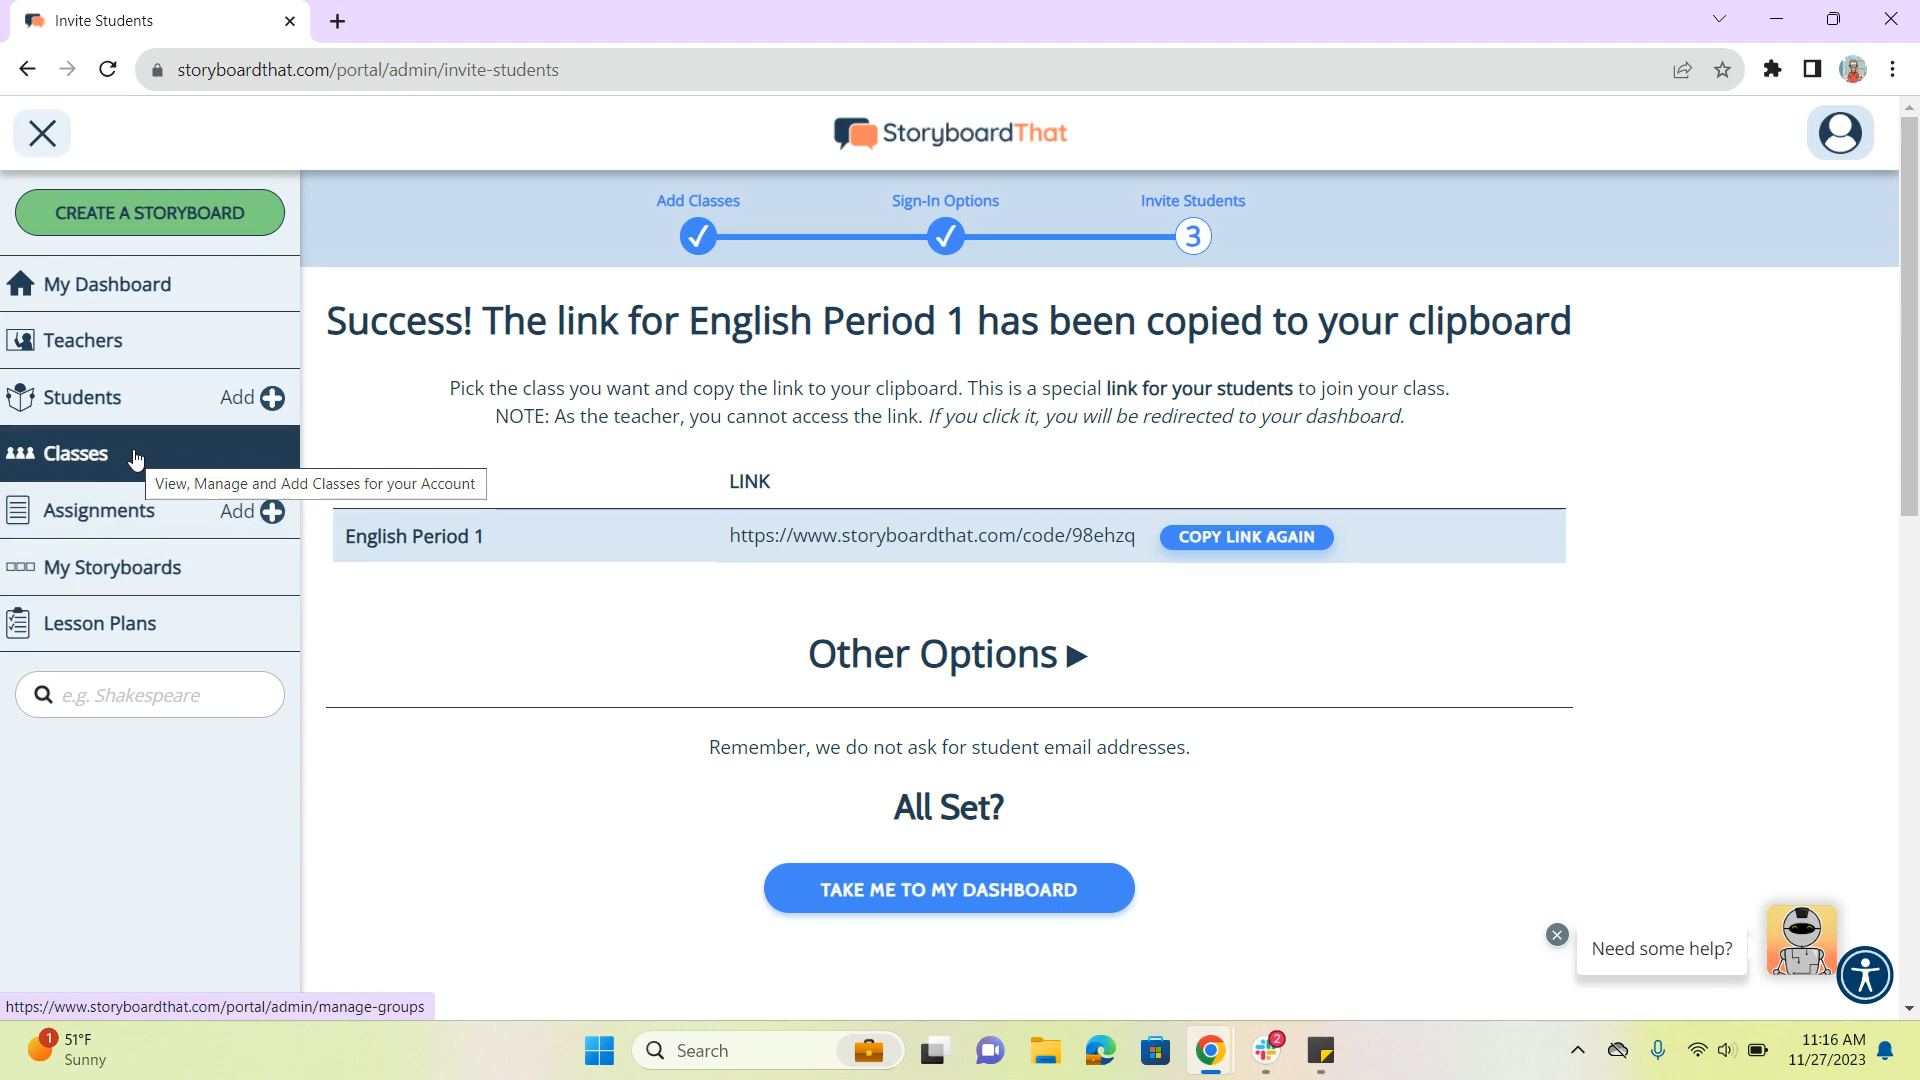 Invite Students
storyboardthat.com/portal/admin/invite-students
StoryboardThat
CREATE A STORYBOARD
My Dashboard
Teachers
Students Add
Classes
View, Manage and Add Classes for your Account
Assignments Add
My Storyboards
Lesson Plans
e.g. Shakespeare
Add Classes
Sign-In Options
Invite Students
3
Success! The link for English Period 1 has been copied to your clipboard
Pick the class you want and copy the link to your clipboard. This is a special link for your students to join your class.
NOTE: As the teacher, you cannot access the link. If you click it, you will be redirected to your dashboard.
LINK
English Period 1 https://www.storyboardthat.com/code/98ehzq COPY LINK AGAIN
Other Options ▸
Remember, we do not ask for student email addresses.
All Set?
TAKE ME TO MY DASHBOARD
Need some help?
https://www.storyboardthat.com/portal/admin/manage-groups
1
51°F
Sunny
Search
2
11:16 AM
11/27/2023